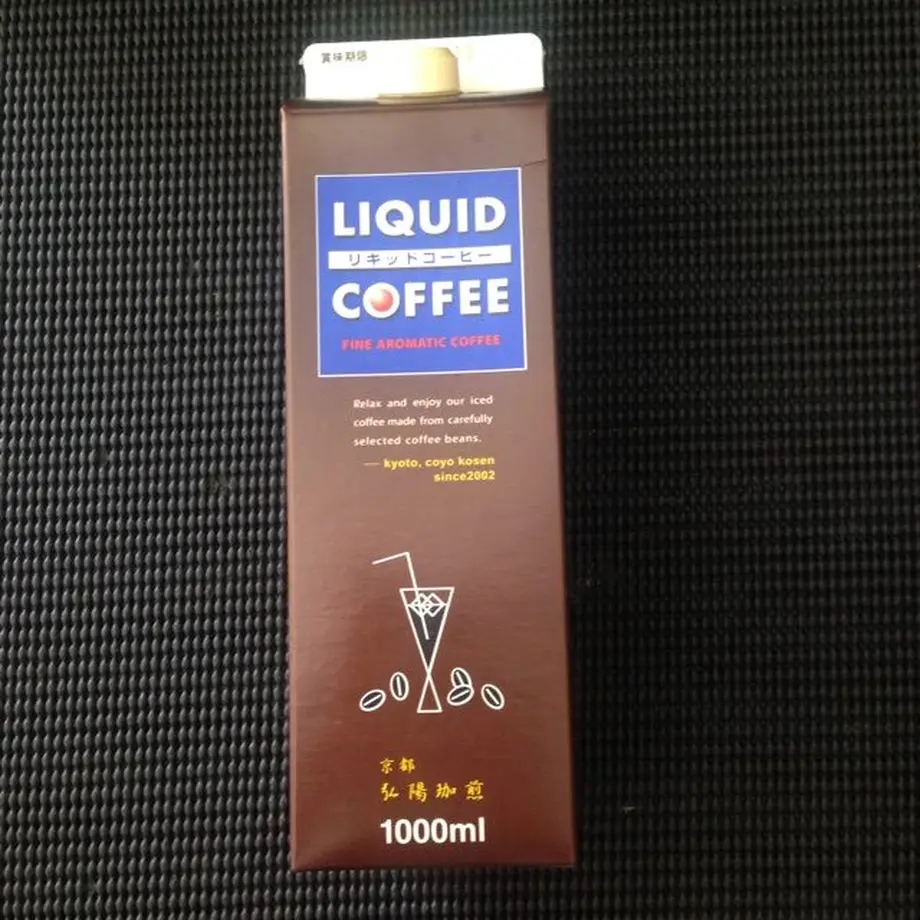 賞味期限
LIQUID
リキッドコーヒー
COFFEE
FINE AROMATIC COFFEE
Relax and enjoy our iced
coffee made from carefully
selected coffee beans.
— kyoto, coyo kosen
since2002
京都
弘陽珈煎
1000ml